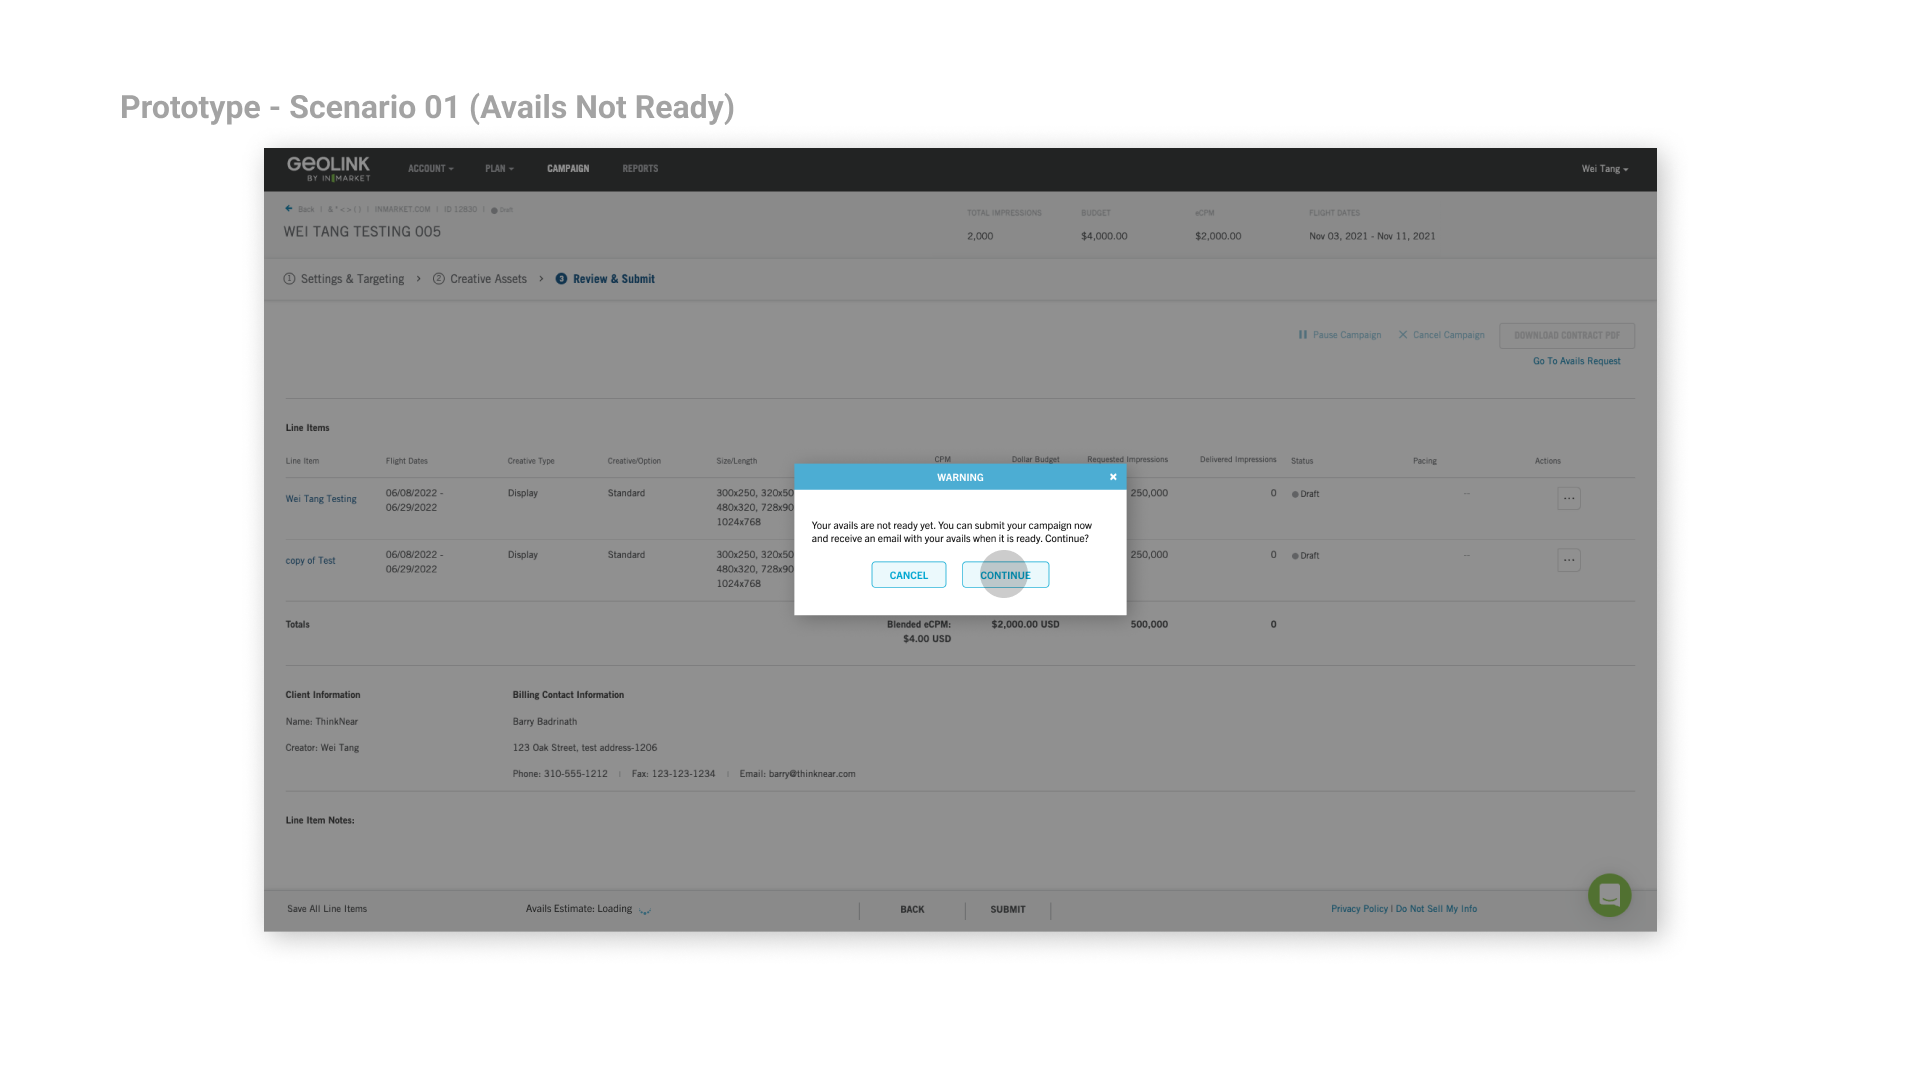 Prototype - Scenario 01 (Avails Not Ready)
GEOLINK
BY INMARKET
ACCOUNT
PLAN
CAMPAIGN
REPORTS
Wei Tang
Back | & * < > ( ) | INMARKET.COM | ID 12830 | Draft
WEI TANG TESTING 005
TOTAL IMPRESSIONS
2,000
BUDGET
$4,000.00
eCPM
$2,000.00
FLIGHT DATES
Nov 03, 2021 - Nov 11, 2021
1 Settings & Targeting > 2 Creative Assets > 3 Review & Submit
Pause Campaign
Cancel Campaign
DOWNLOAD CONTRACT PDF
Go To Avails Request
Line Items
Line Item Flight Dates Creative Type Creative/Option Size/Length CPM Dollar Budget Requested Impressions Delivered Impressions Status Pacing Actions
Wei Tang Testing
06/08/2022 -
06/29/2022
Display
Standard
300x250, 320x50
480x320, 728x90
1024x768
250,000
0
Draft
--
...
copy of Test
06/08/2022 -
06/29/2022
Display
Standard
300x250, 320x50
480x320, 728x90
1024x768
250,000
0
Draft
--
...
WARNING
Your avails are not ready yet. You can submit your campaign now
and receive an email with your avails when it is ready. Continue?
CANCEL
CONTINUE
Totals
Blended eCPM:
$4.00 USD
$2,000.00 USD
500,000
0
Client Information
Name: ThinkNear
Creator: Wei Tang
Billing Contact Information
Barry Badrinath
123 Oak Street, test address-1206
Phone: 310-555-1212 | Fax: 123-123-1234 | Email: barry@thinknear.com
Line Item Notes:
Save All Line Items
Avails Estimate: Loading
BACK
SUBMIT
Privacy Policy | Do Not Sell My Info